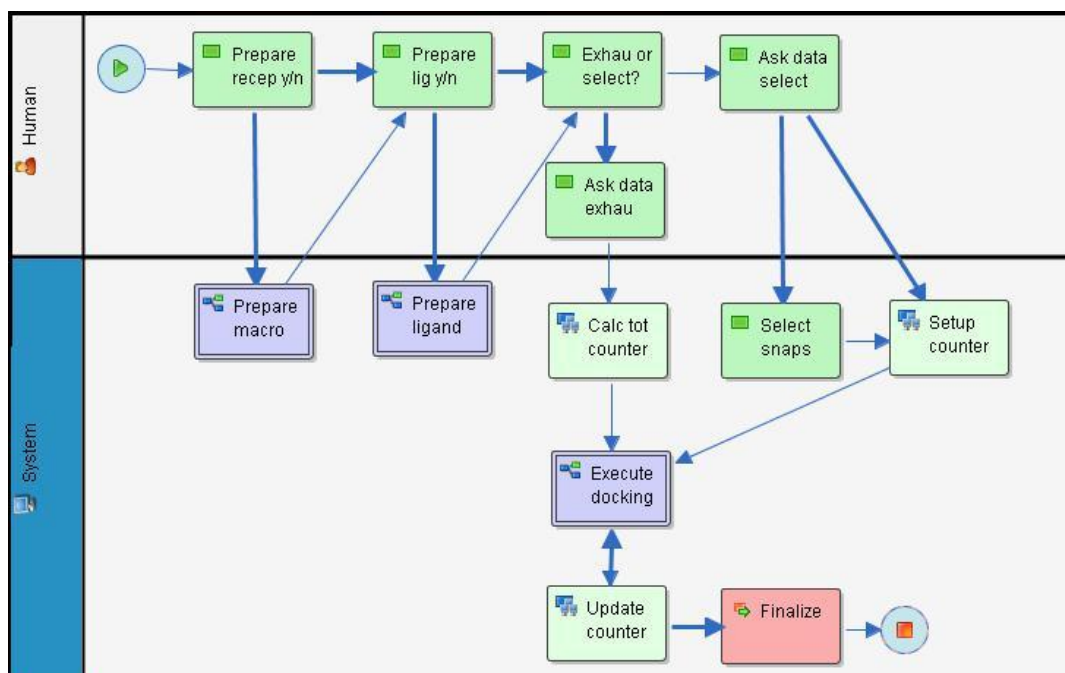 Human
Prepare
recep y/n
Prepare
lig y/n
Exhau or
select?
Ask data
select
Ask data
exhau
System
Prepare
macro
Prepare
ligand
Calc tot
counter
Select
snaps
Setup
counter
Execute
docking
Update
counter
Finalize